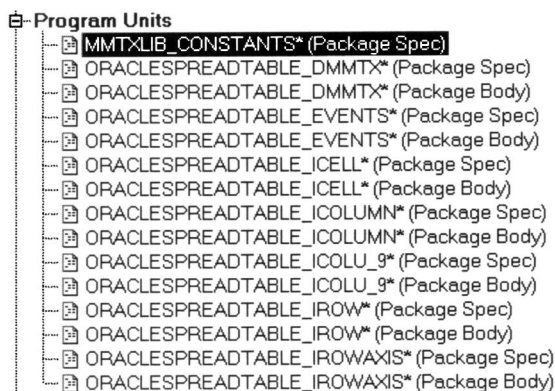 Program Units
MMTXLIB_CONSTANTS* (Package Spec)
ORACLESPREADTABLE_DMMTX* (Package Spec)
ORACLESPREADTABLE_DMMTX* (Package Body)
ORACLESPREADTABLE_EVENTS* (Package Spec)
ORACLESPREADTABLE_EVENTS* (Package Body)
ORACLESPREADTABLE_ICELL* (Package Spec)
ORACLESPREADTABLE_ICELL* (Package Body)
ORACLESPREADTABLE_ICOLUMN* (Package Spec)
ORACLESPREADTABLE_ICOLUMN* (Package Body)
ORACLESPREADTABLE_ICOLU_9* (Package Spec)
ORACLESPREADTABLE_ICOLU_9* (Package Body)
ORACLESPREADTABLE_IROW* (Package Spec)
ORACLESPREADTABLE_IROW* (Package Body)
ORACLESPREADTABLE_IROWAXIS* (Package Spec)
ORACLESPREADTABLE_IROWAXIS* (Package Body)